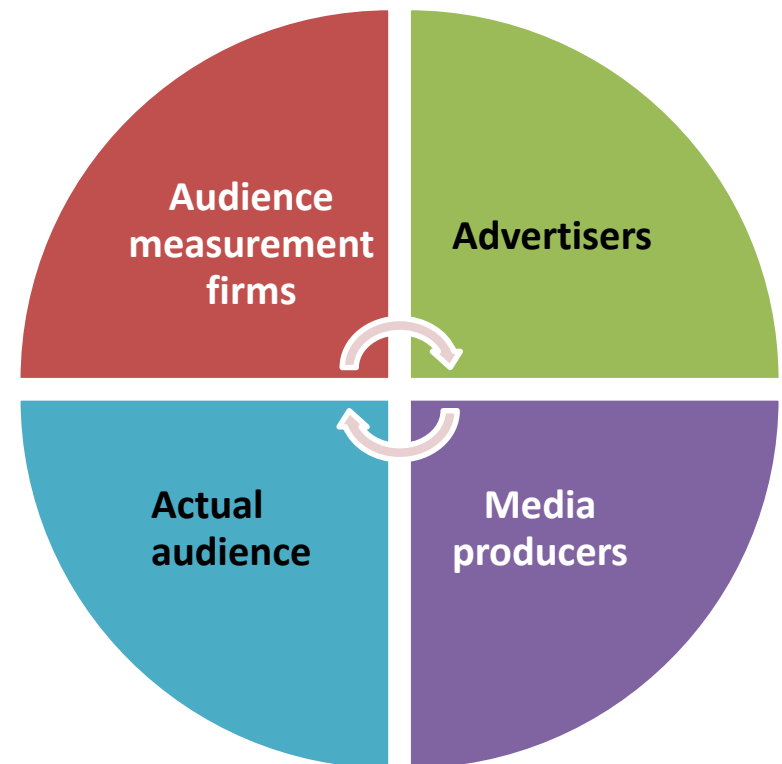 Audience
measurement
firms
Advertisers
Actual
audience
Media
producers